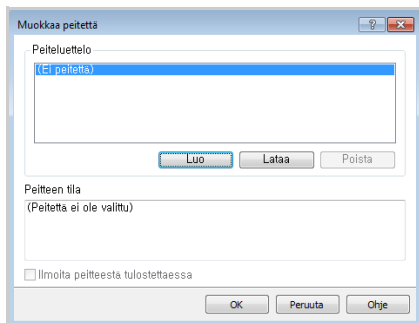 Muokkaa peitettä
Peiteluettelo
(Ei peitettä)
Luo
Lataa
Poista
Peitteen tila
(Peitettä ei ole valittu)
Ilmoita peitteestä tulostettaessa
OK
Peruuta
Ohje